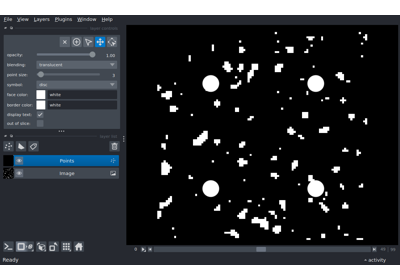 File View Layers Plugins Window Help
opacity: 1.00
blending: translucent
point size:
symbol: disc
face color: white
border color: white
display text:
out of slice:
Points
Image
Ready
activity